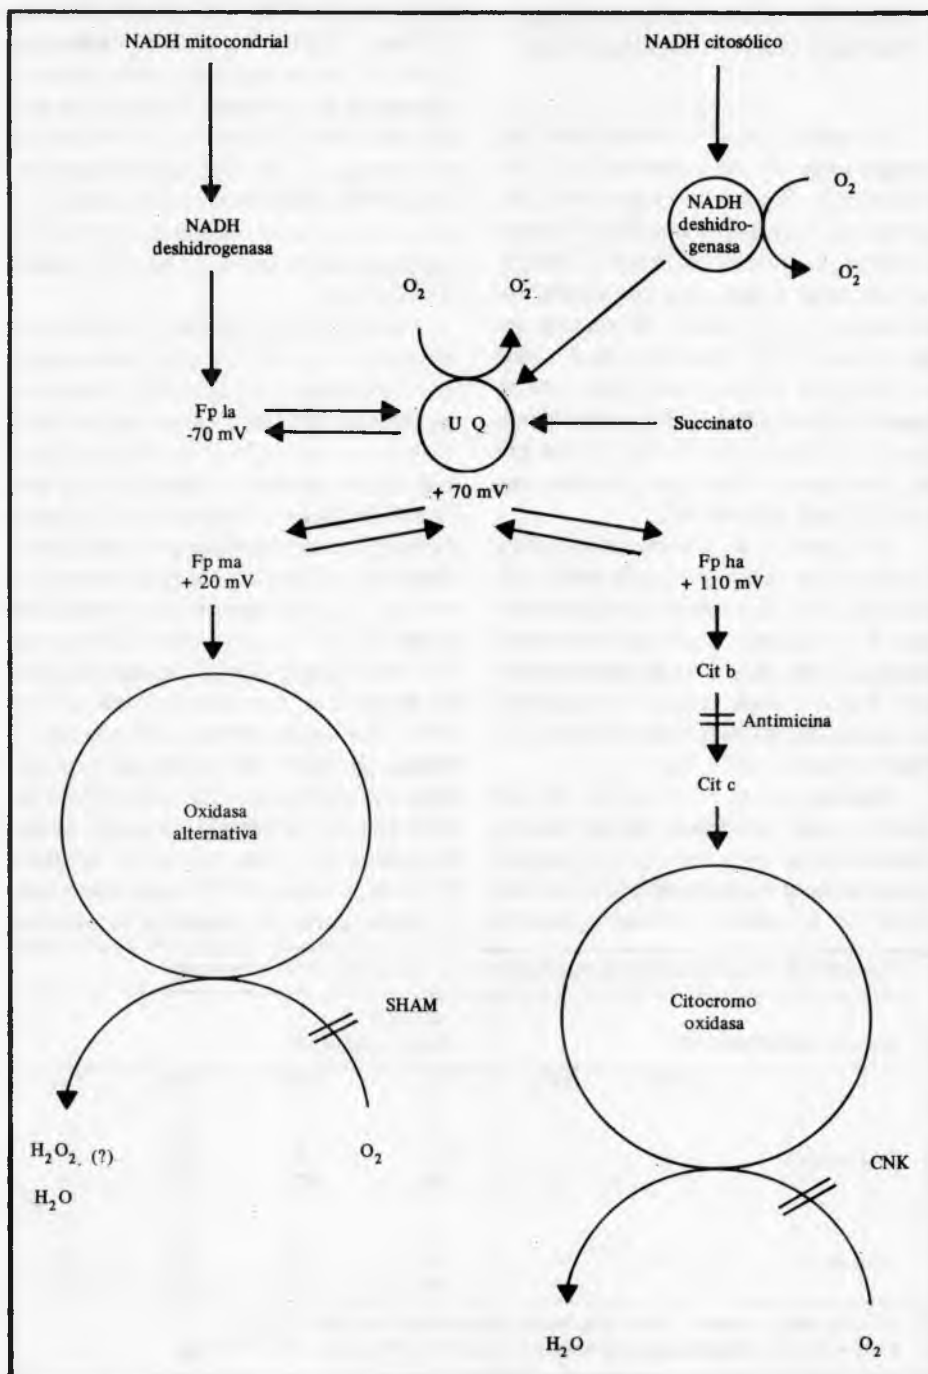 NADH mitocondrial
NADH citosólico
NADH
deshidrogenasa
NADH
deshidro-
genasa
O2
O2-
O2
O2-
Fp la
-70 mV
U Q
Succinato
+ 70 mV
Fp ma
+ 20 mV
Fp ha
+ 110 mV
Cit b
Antimicina
Cit c
Oxidasa
alternativa
Citocromo
oxidasa
SHAM
H2O2. (?)
O2
H2O
CNK
H2O
O2